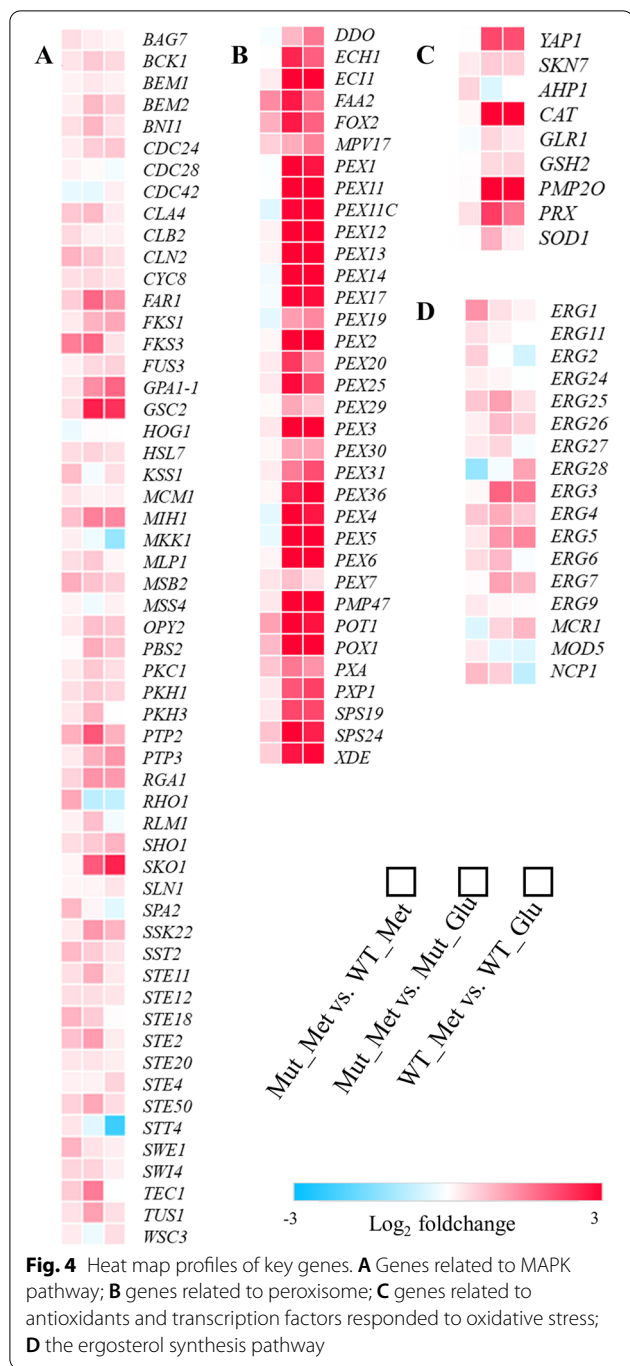 A
BAG7
BCK1
BEM1
BEM2
BNI1
CDC24
CDC28
CDC42
CLA4
CLB2
CLN2
CYC8
FAR1
FKS1
FKS3
FUS3
GPA1-1
GSC2
HOG1
HSL7
KSS1
MCM1
MIH1
MKK1
MLP1
MSB2
MSS4
OPY2
PBS2
PKC1
PKH1
PKH3
PTP2
PTP3
RGA1
RHO1
RLM1
SHO1
SKO1
SLN1
SPA2
SSK22
SST2
STE11
STE12
STE18
STE2
STE20
STE4
STE50
STT4
SWE1
SWI4
TEC1
TUS1
WSC3
B
DDO
ECH1
ECI1
FAA2
FOX2
MPV17
PEX1
PEX11
PEX11C
PEX12
PEX13
PEX14
PEX17
PEX19
PEX2
PEX20
PEX25
PEX29
PEX3
PEX30
PEX31
PEX36
PEX4
PEX5
PEX6
PEX7
PMP47
POT1
POX1
PXA
PXP1
SPS19
SPS24
XDE
C
YAP1
SKN7
AHP1
CAT
GLR1
GSH2
PMP2O
PRX
SOD1
D
ERG1
ERG11
ERG2
ERG24
ERG25
ERG26
ERG27
ERG28
ERG3
ERG4
ERG5
ERG6
ERG7
ERG9
MCR1
MOD5
NCP1
Mut_Met vs. WT_Met
Mut_Met vs. Mut_Glu
WT_Met vs. WT_Glu
-3
Log2 foldchange
3
Fig. 4 Heat map profiles of key genes. A Genes related to MAPK
pathway; B genes related to peroxisome; C genes related to
antioxidants and transcription factors responded to oxidative stress;
D the ergosterol synthesis pathway